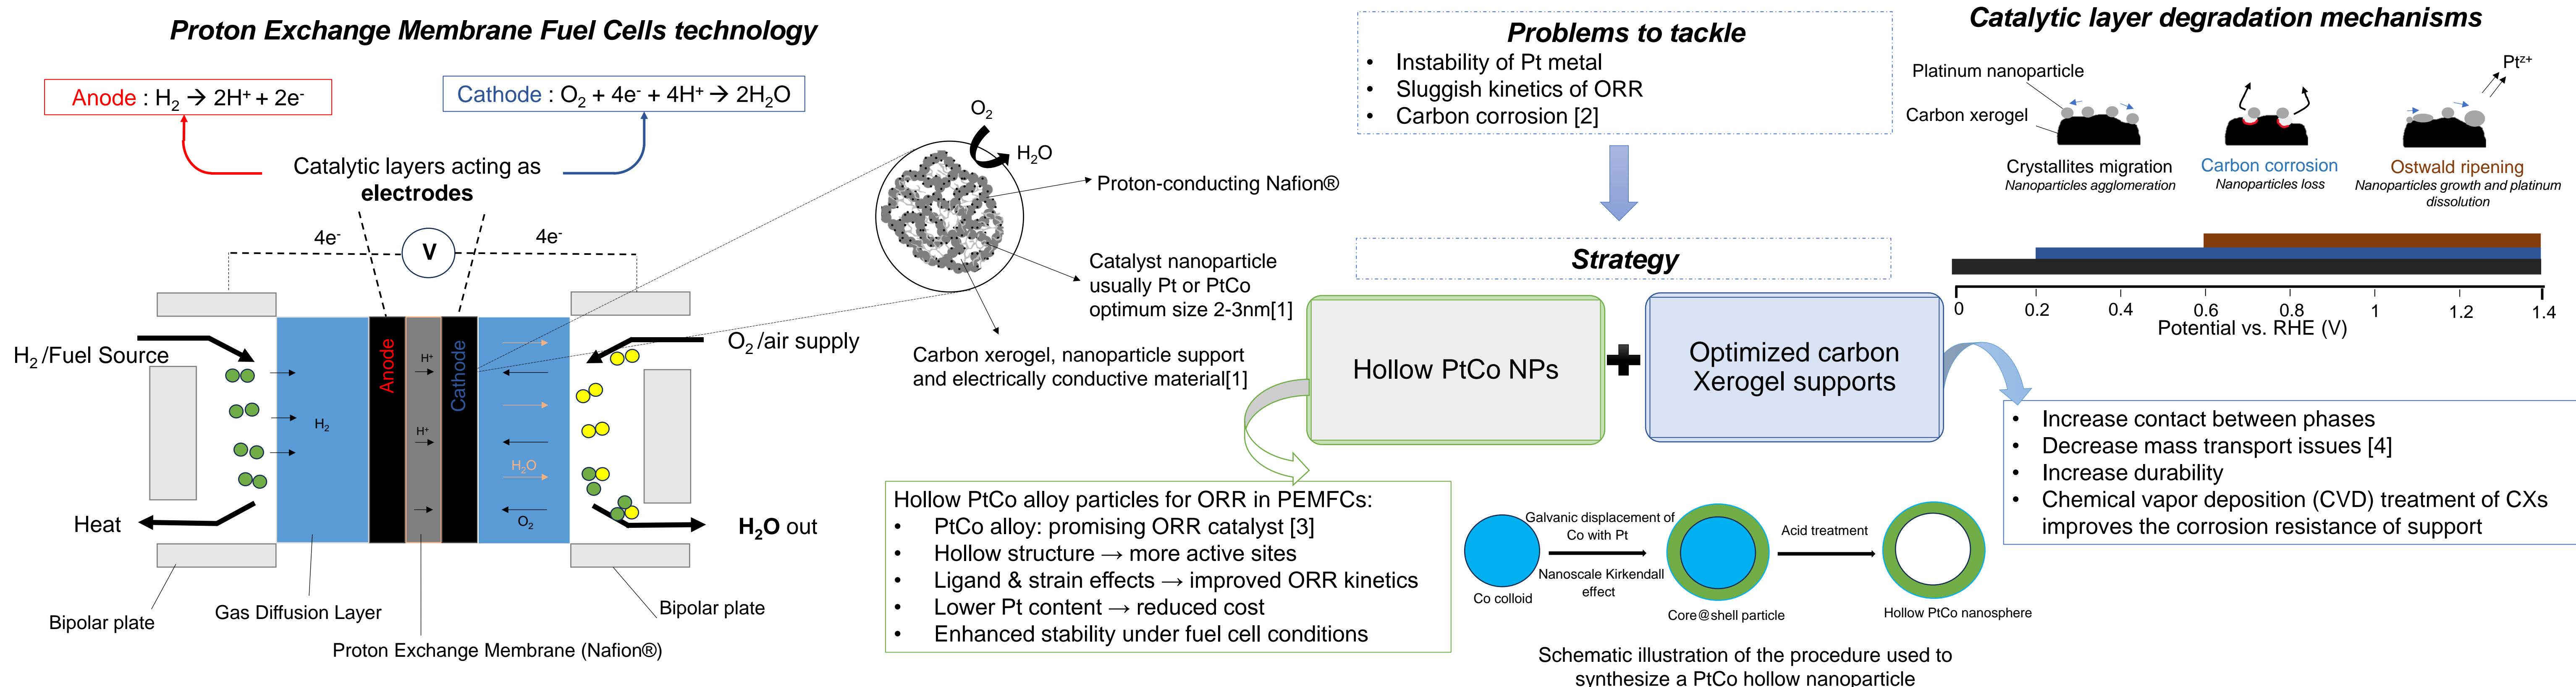 Proton Exchange Membrane Fuel Cells technology
Anode : H₂ → 2H⁺ + 2e⁻
Cathode : O₂ + 4e⁻ + 4H⁺ → 2H₂O
Catalytic layers acting as
electrodes
4e⁻
V
4e⁻
H₂ /Fuel Source
O₂ /air supply
Anode
Cathode
H⁺
H⁺
H₂
H₂O
O₂
Heat
H₂O out
Bipolar plate
Gas Diffusion Layer
Bipolar plate
Proton Exchange Membrane (Nafion®)
O₂
H₂O
Proton-conducting Nafion®
Catalyst nanoparticle
usually Pt or PtCo
optimum size 2-3nm[1]
Carbon xerogel, nanoparticle support
and electrically conductive material[1]
Problems to tackle
• Instability of Pt metal
• Sluggish kinetics of ORR
• Carbon corrosion [2]
Strategy
Hollow PtCo NPs
+
Optimized carbon
Xerogel supports
Hollow PtCo alloy particles for ORR in PEMFCs:
• PtCo alloy: promising ORR catalyst [3]
• Hollow structure → more active sites
• Ligand & strain effects → improved ORR kinetics
• Lower Pt content → reduced cost
• Enhanced stability under fuel cell conditions
Catalytic layer degradation mechanisms
Platinum nanoparticle
Carbon xerogel
Pt^z+
Crystallites migration
Nanoparticles agglomeration
Carbon corrosion
Nanoparticles loss
Ostwald ripening
Nanoparticles growth and platinum
dissolution
0 0.2 0.4 0.6 0.8 1 1.2 1.4
Potential vs. RHE (V)
• Increase contact between phases
• Decrease mass transport issues [4]
• Increase durability
• Chemical vapor deposition (CVD) treatment of CXs
improves the corrosion resistance of support
Galvanic displacement of
Co with Pt
Nanoscale Kirkendall
effect
Acid treatment
Co colloid
Core@shell particle
Hollow PtCo nanosphere
Schematic illustration of the procedure used to
synthesize a PtCo hollow nanoparticle